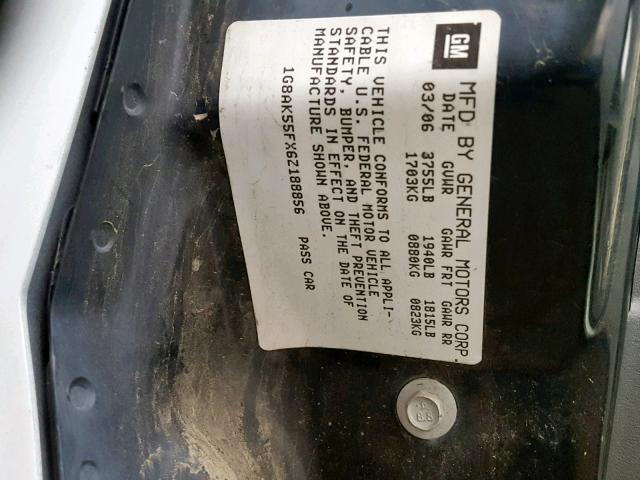 GM MFD BY GENERAL MOTORS CORP.
DATE GVWR GAWR FRT GAWR RR
03/06 3755LB 1940LB 1815LB
1703KG 0880KG 0823KG
THIS VEHICLE CONFORMS TO ALL APPLI-
CABLE U.S. FEDERAL MOTOR VEHICLE
SAFETY, BUMPER, AND THEFT PREVENTION
STANDARDS IN EFFECT ON THE DATE OF
MANUFACTURE SHOWN ABOVE.
1G8AK55FX6Z188856 PASS CAR